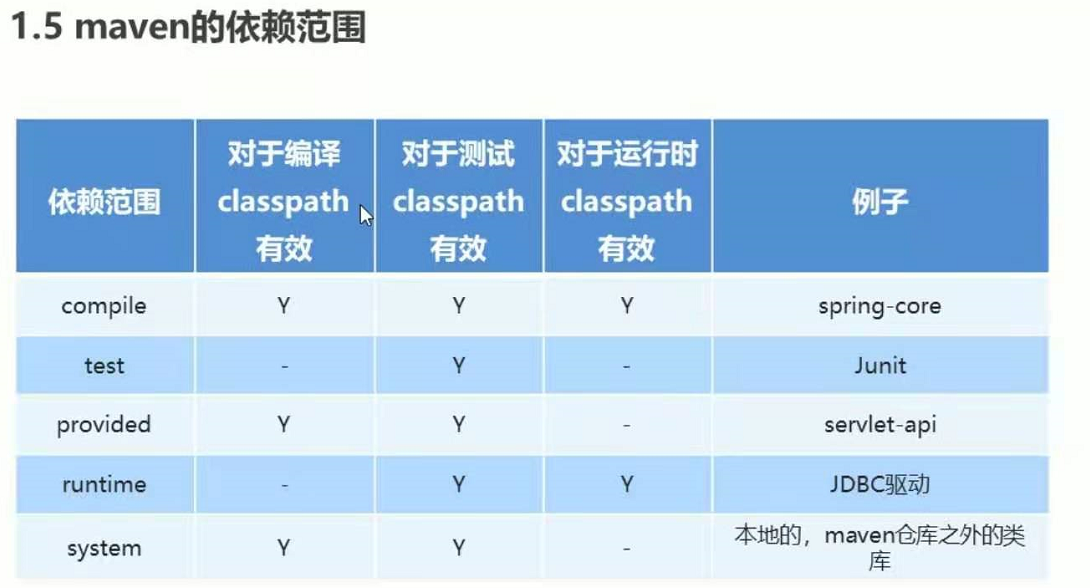 1.5 maven的依赖范围
依赖范围
对于编译
classpath
有效
对于测试
classpath
有效
对于运行时
classpath
有效
例子
compile Y Y Y spring-core
test - Y - Junit
provided Y Y - servlet-api
runtime - Y Y JDBC驱动
system Y Y - 本地的，maven仓库之外的类
库